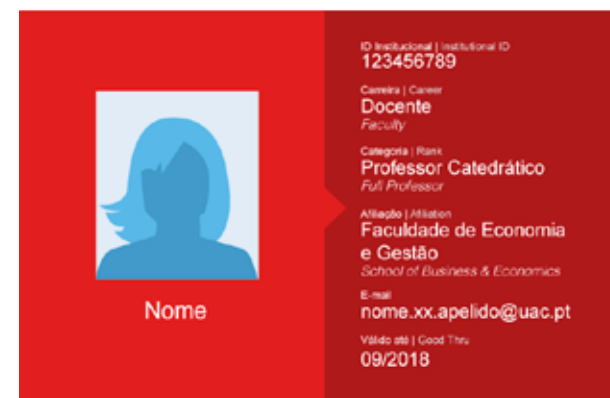 Nome
ID Institucional | Institutional ID
123456789
Carreira | Career
Docente
Faculty
Categoria | Rank
Professor Catedrático
Full Professor
Afiliação | Afiliation
Faculdade de Economia
e Gestão
School of Business & Economics
E-mail
nome.xx.apelido@uac.pt
Válido até | Good Thru
09/2018